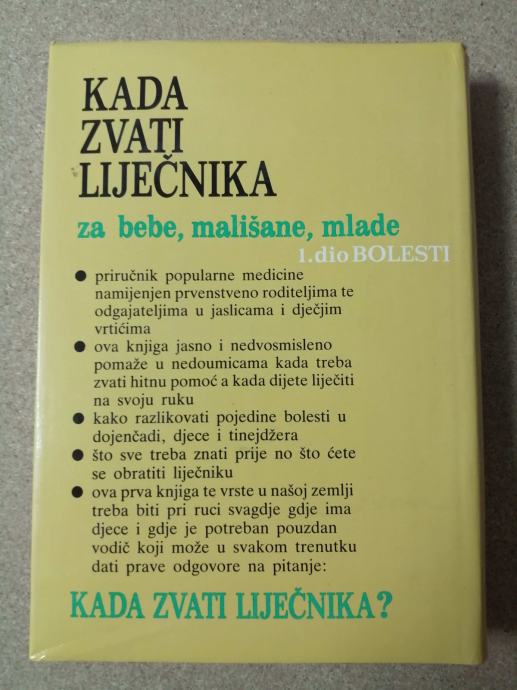 KADA
ZVATI
LIJEČNIKA
za bebe, mališane, mlade
1. dio BOLESTI
● priručnik popularne medicine
namijenjen prvenstveno roditeljima te
odgajateljima u jaslicama i dječjim
vrtićima
● ova knjiga jasno i nedvosmisleno
pomaže u nedoumicama kada treba
zvati hitnu pomoć a kada dijete liječiti
na svoju ruku
● kako razlikovati pojedine bolesti u
dojenčadi, djece i tinejdžera
● što sve treba znati prije no što ćete
se obratiti liječniku
● ova prva knjiga te vrste u našoj zemlji
treba biti pri ruci svagdje gdje ima
djece i gdje je potreban pouzdan
vodič koji može u svakom trenutku
dati prave odgovore na pitanje:
KADA ZVATI LIJEČNIKA?